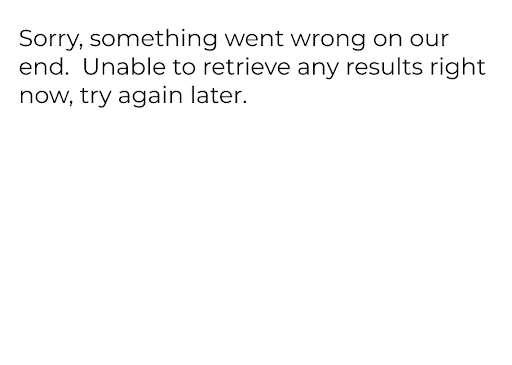 Sorry, something went wrong on our
end.  Unable to retrieve any results right
now, try again later.